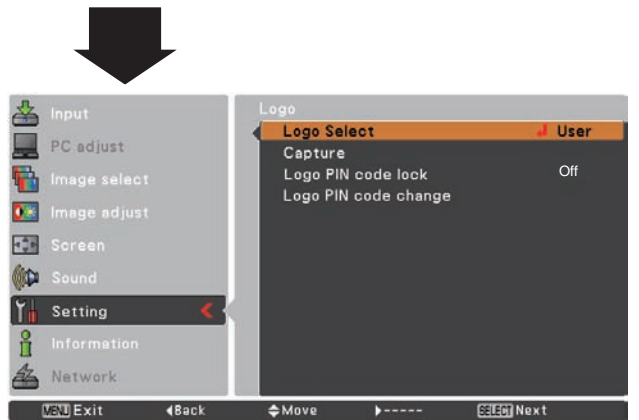 Input
PC adjust
Image select
Image adjust
Screen
Sound
Setting
Information
Network
Logo
Logo Select User
Capture
Logo PIN code lock Off
Logo PIN code change
MENU Exit Back Move ----- SELECT Next